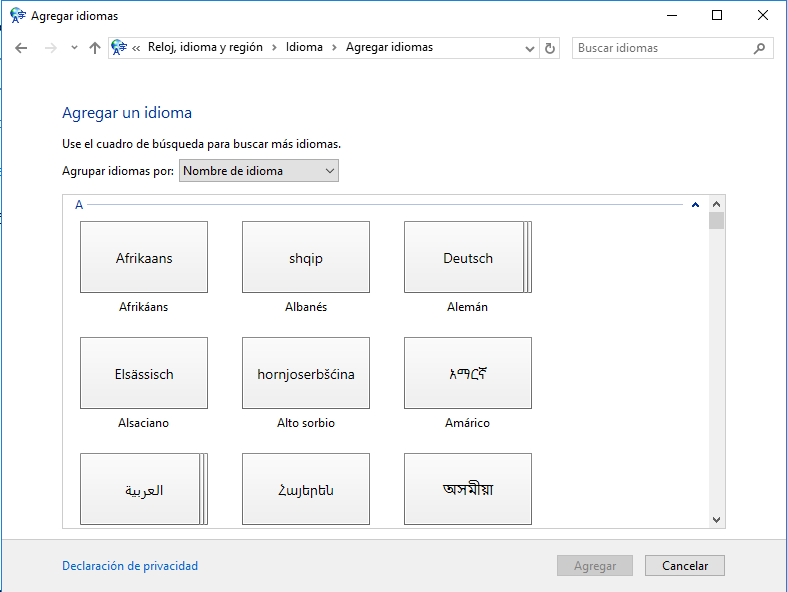 Agregar idiomas
« Reloj, idioma y región > Idioma > Agregar idiomas
Buscar idiomas
Agregar un idioma
Use el cuadro de búsqueda para buscar más idiomas.
Agrupar idiomas por: Nombre de idioma
A
Afrikaans shqip Deutsch
Afrikáans Albanés Alemán
Elsässisch hornjoserbšćina አማርኛ
Alsaciano Alto sorbio Amárico
العربية Հայերեն অসমীয়া
Declaración de privacidad Agregar Cancelar